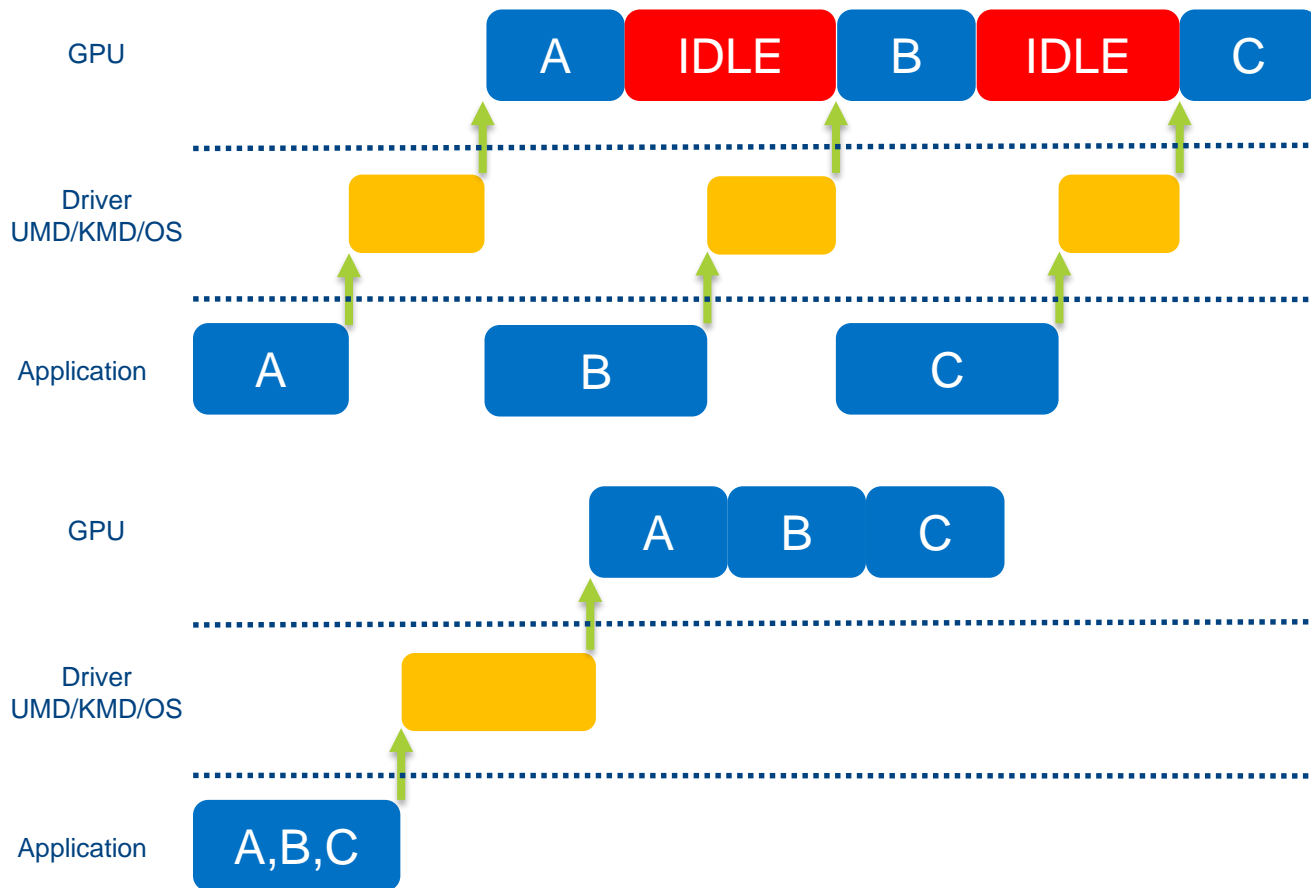 GPU
A
IDLE
B
IDLE
C
Driver
UMD/KMD/OS
Application
A
B
C
GPU
A
B
C
Driver
UMD/KMD/OS
Application
A,B,C